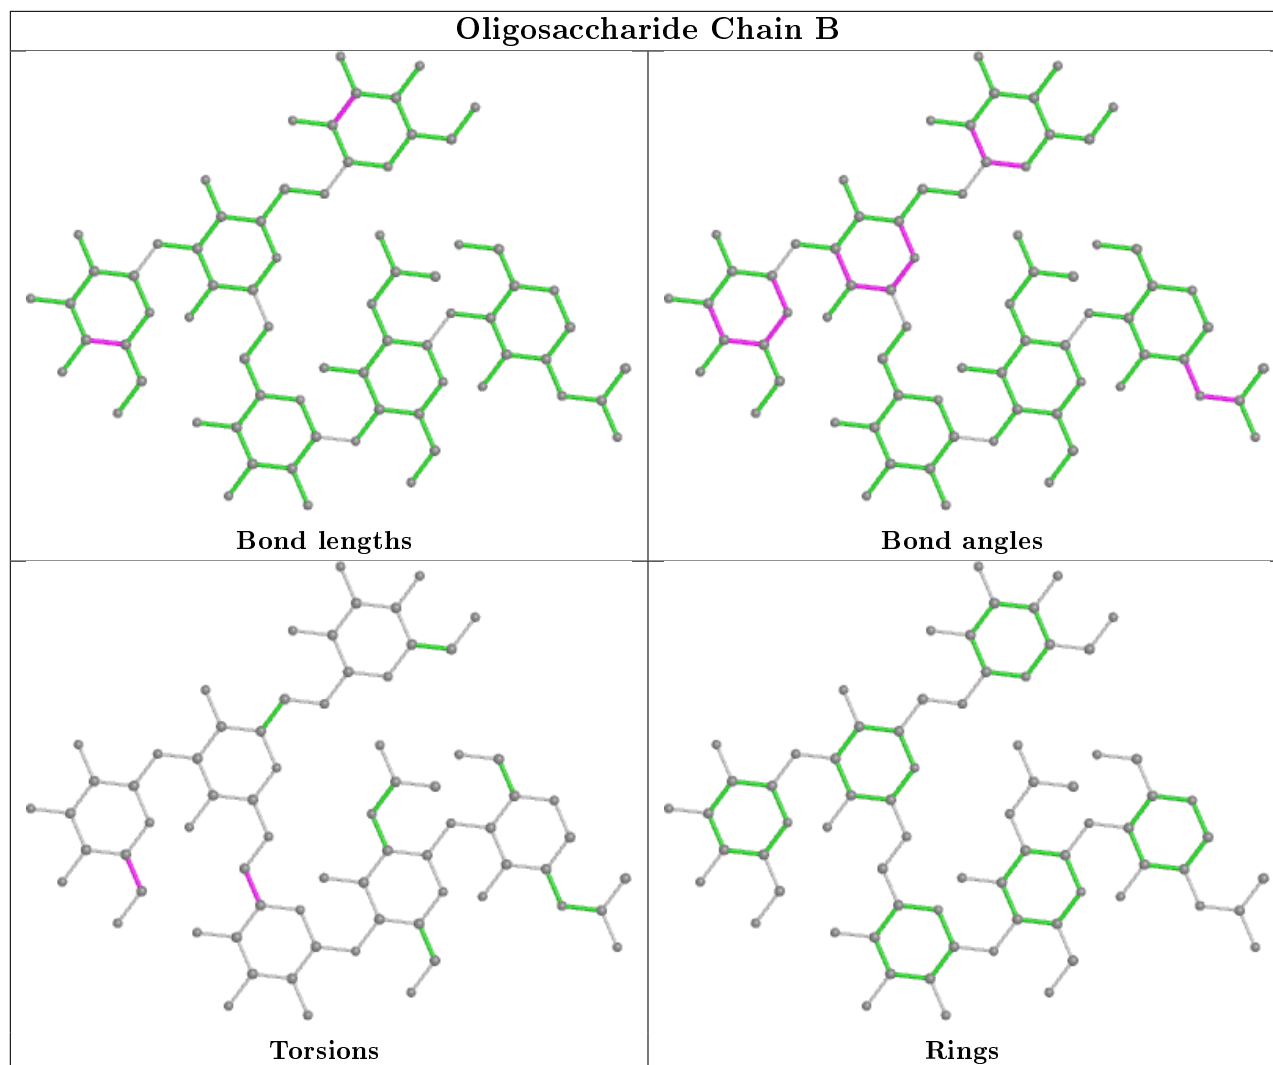 Oligosaccharide Chain B
Bond lengths
Bond angles
Torsions
Rings